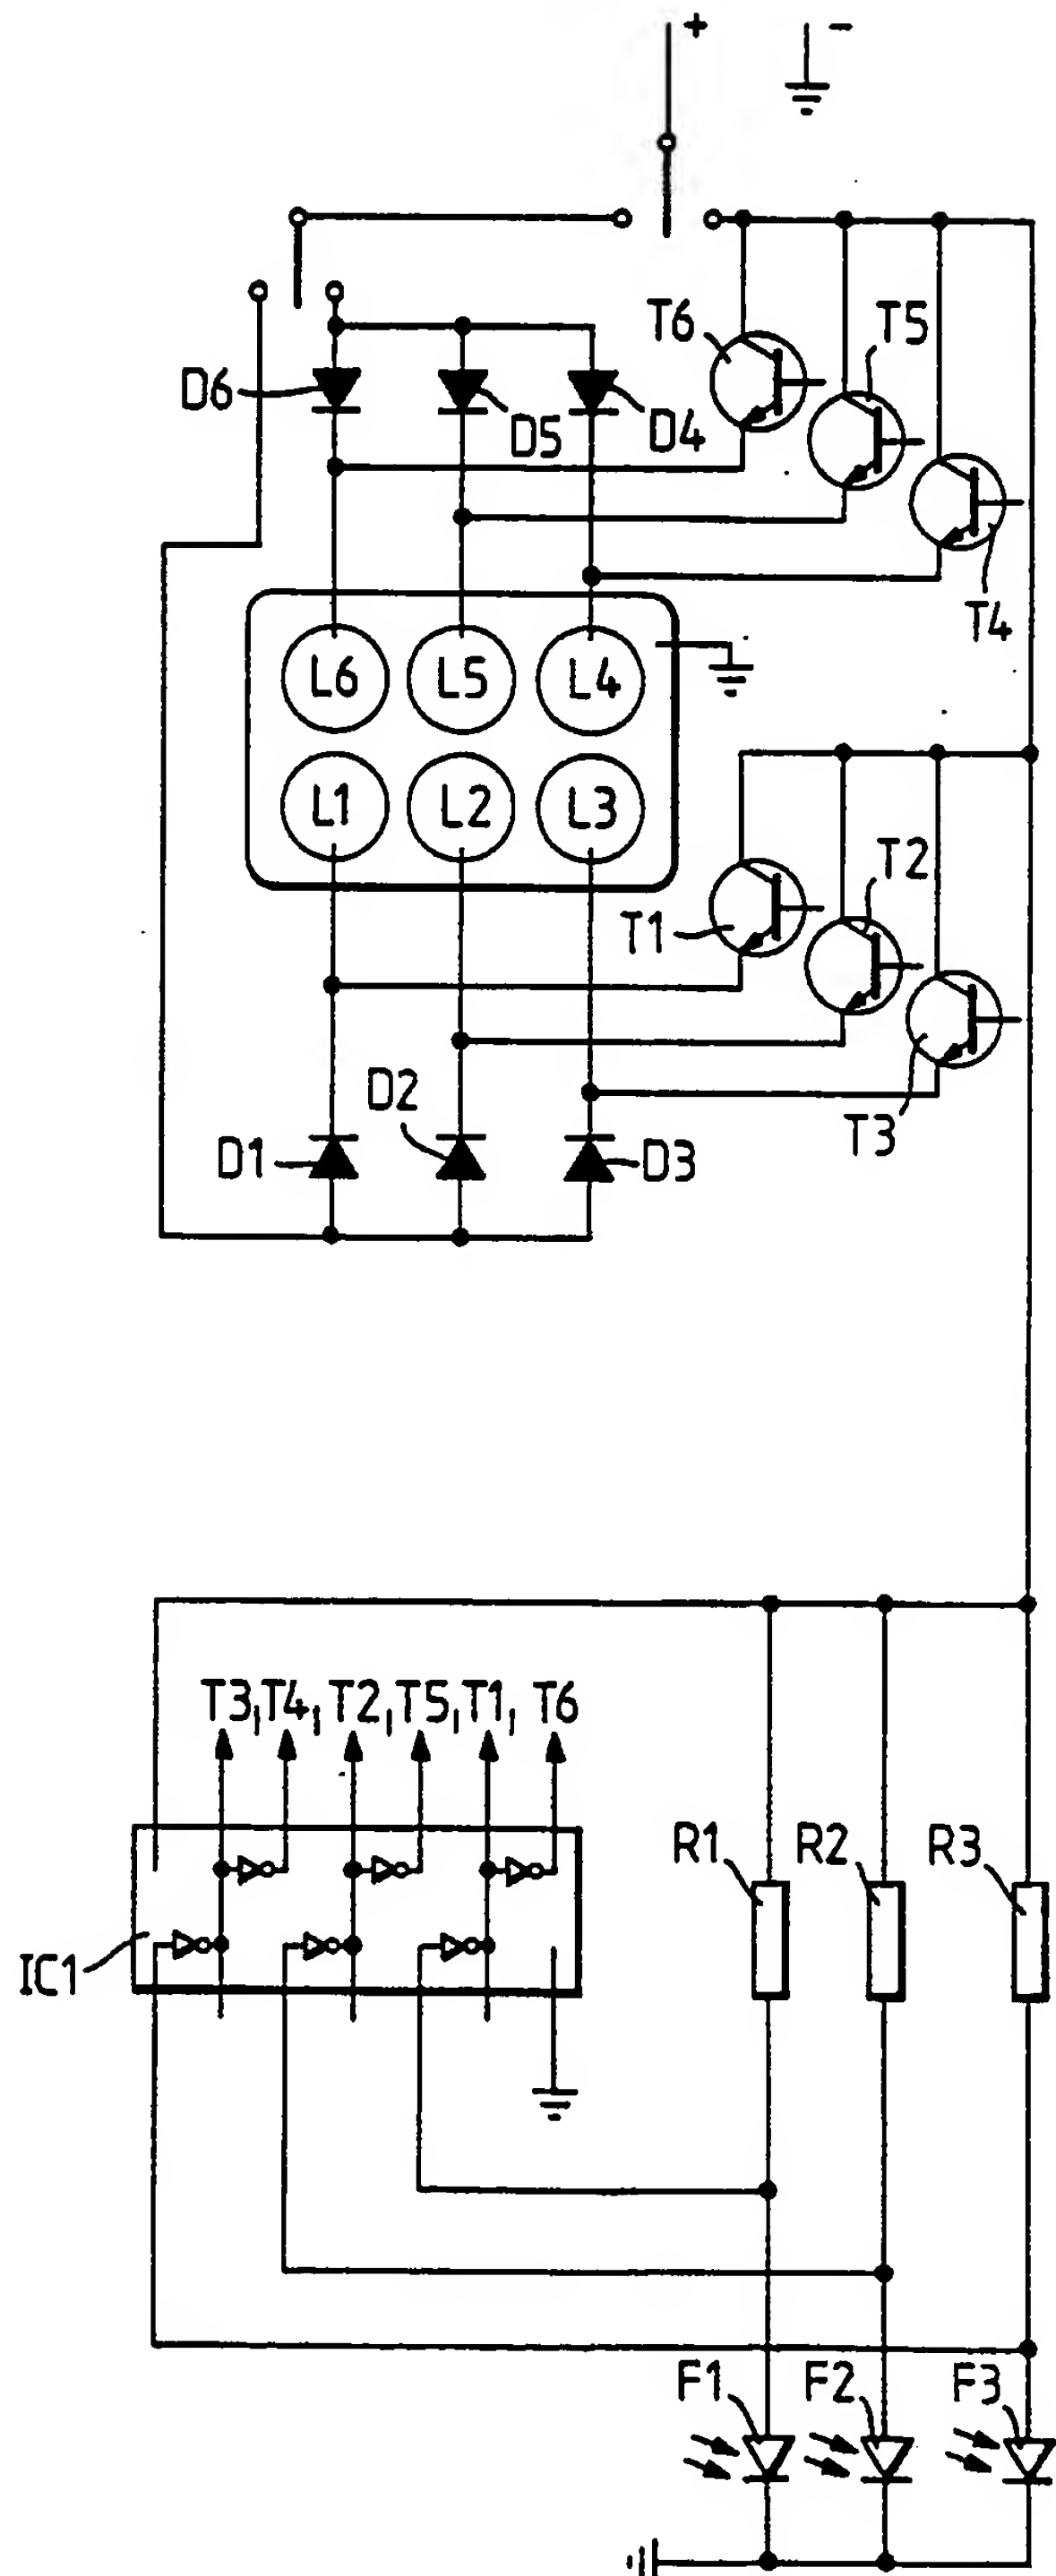 + -
T6 T5
D6 D5 D4
T4
L6 L5 L4
L1 L2 L3
T1 T2
T3
D2
D1 D3
T3, T4, T2, T5, T1, T6
R1 R2 R3
IC1
F1 F2 F3